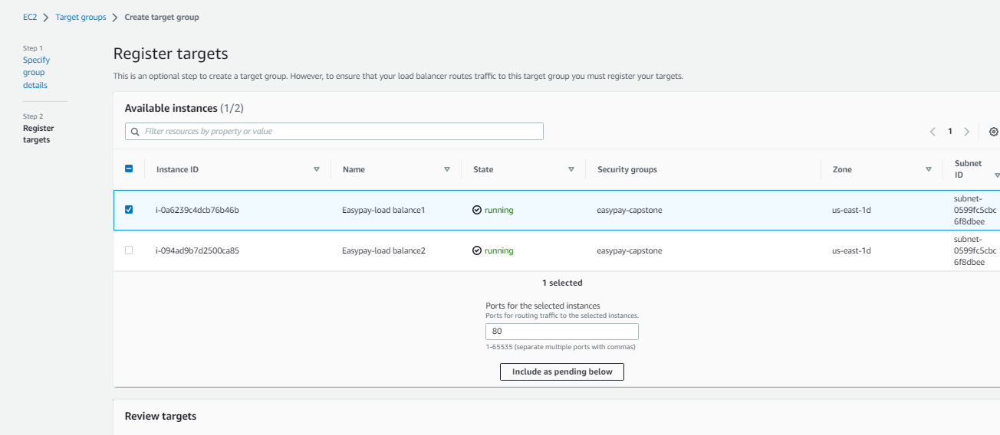 EC2 > Target groups > Create target group
Step 1
Specify
group
details
Step 2
Register
targets
Register targets
This is an optional step to create a target group. However, to ensure that your load balancer routes traffic to this target group you must register your targets.
Available instances (1/2)
Filter resources by property or value
1
Instance ID Name State Security groups Zone Subnet
ID
i-0a6239c4dcb76b46b Easypay-load balance1 running easypay-capstone us-east-1d subnet-
0599fc5cbc
6f8dbee
i-094ad9b7d2500ca85 Easypay-load balance2 running easypay-capstone us-east-1d subnet-
0599fc5cbc
6f8dbee
1 selected
Ports for the selected instances
Ports for routing traffic to the selected instances.
80
1-65535 (separate multiple ports with commas)
Include as pending below
Review targets